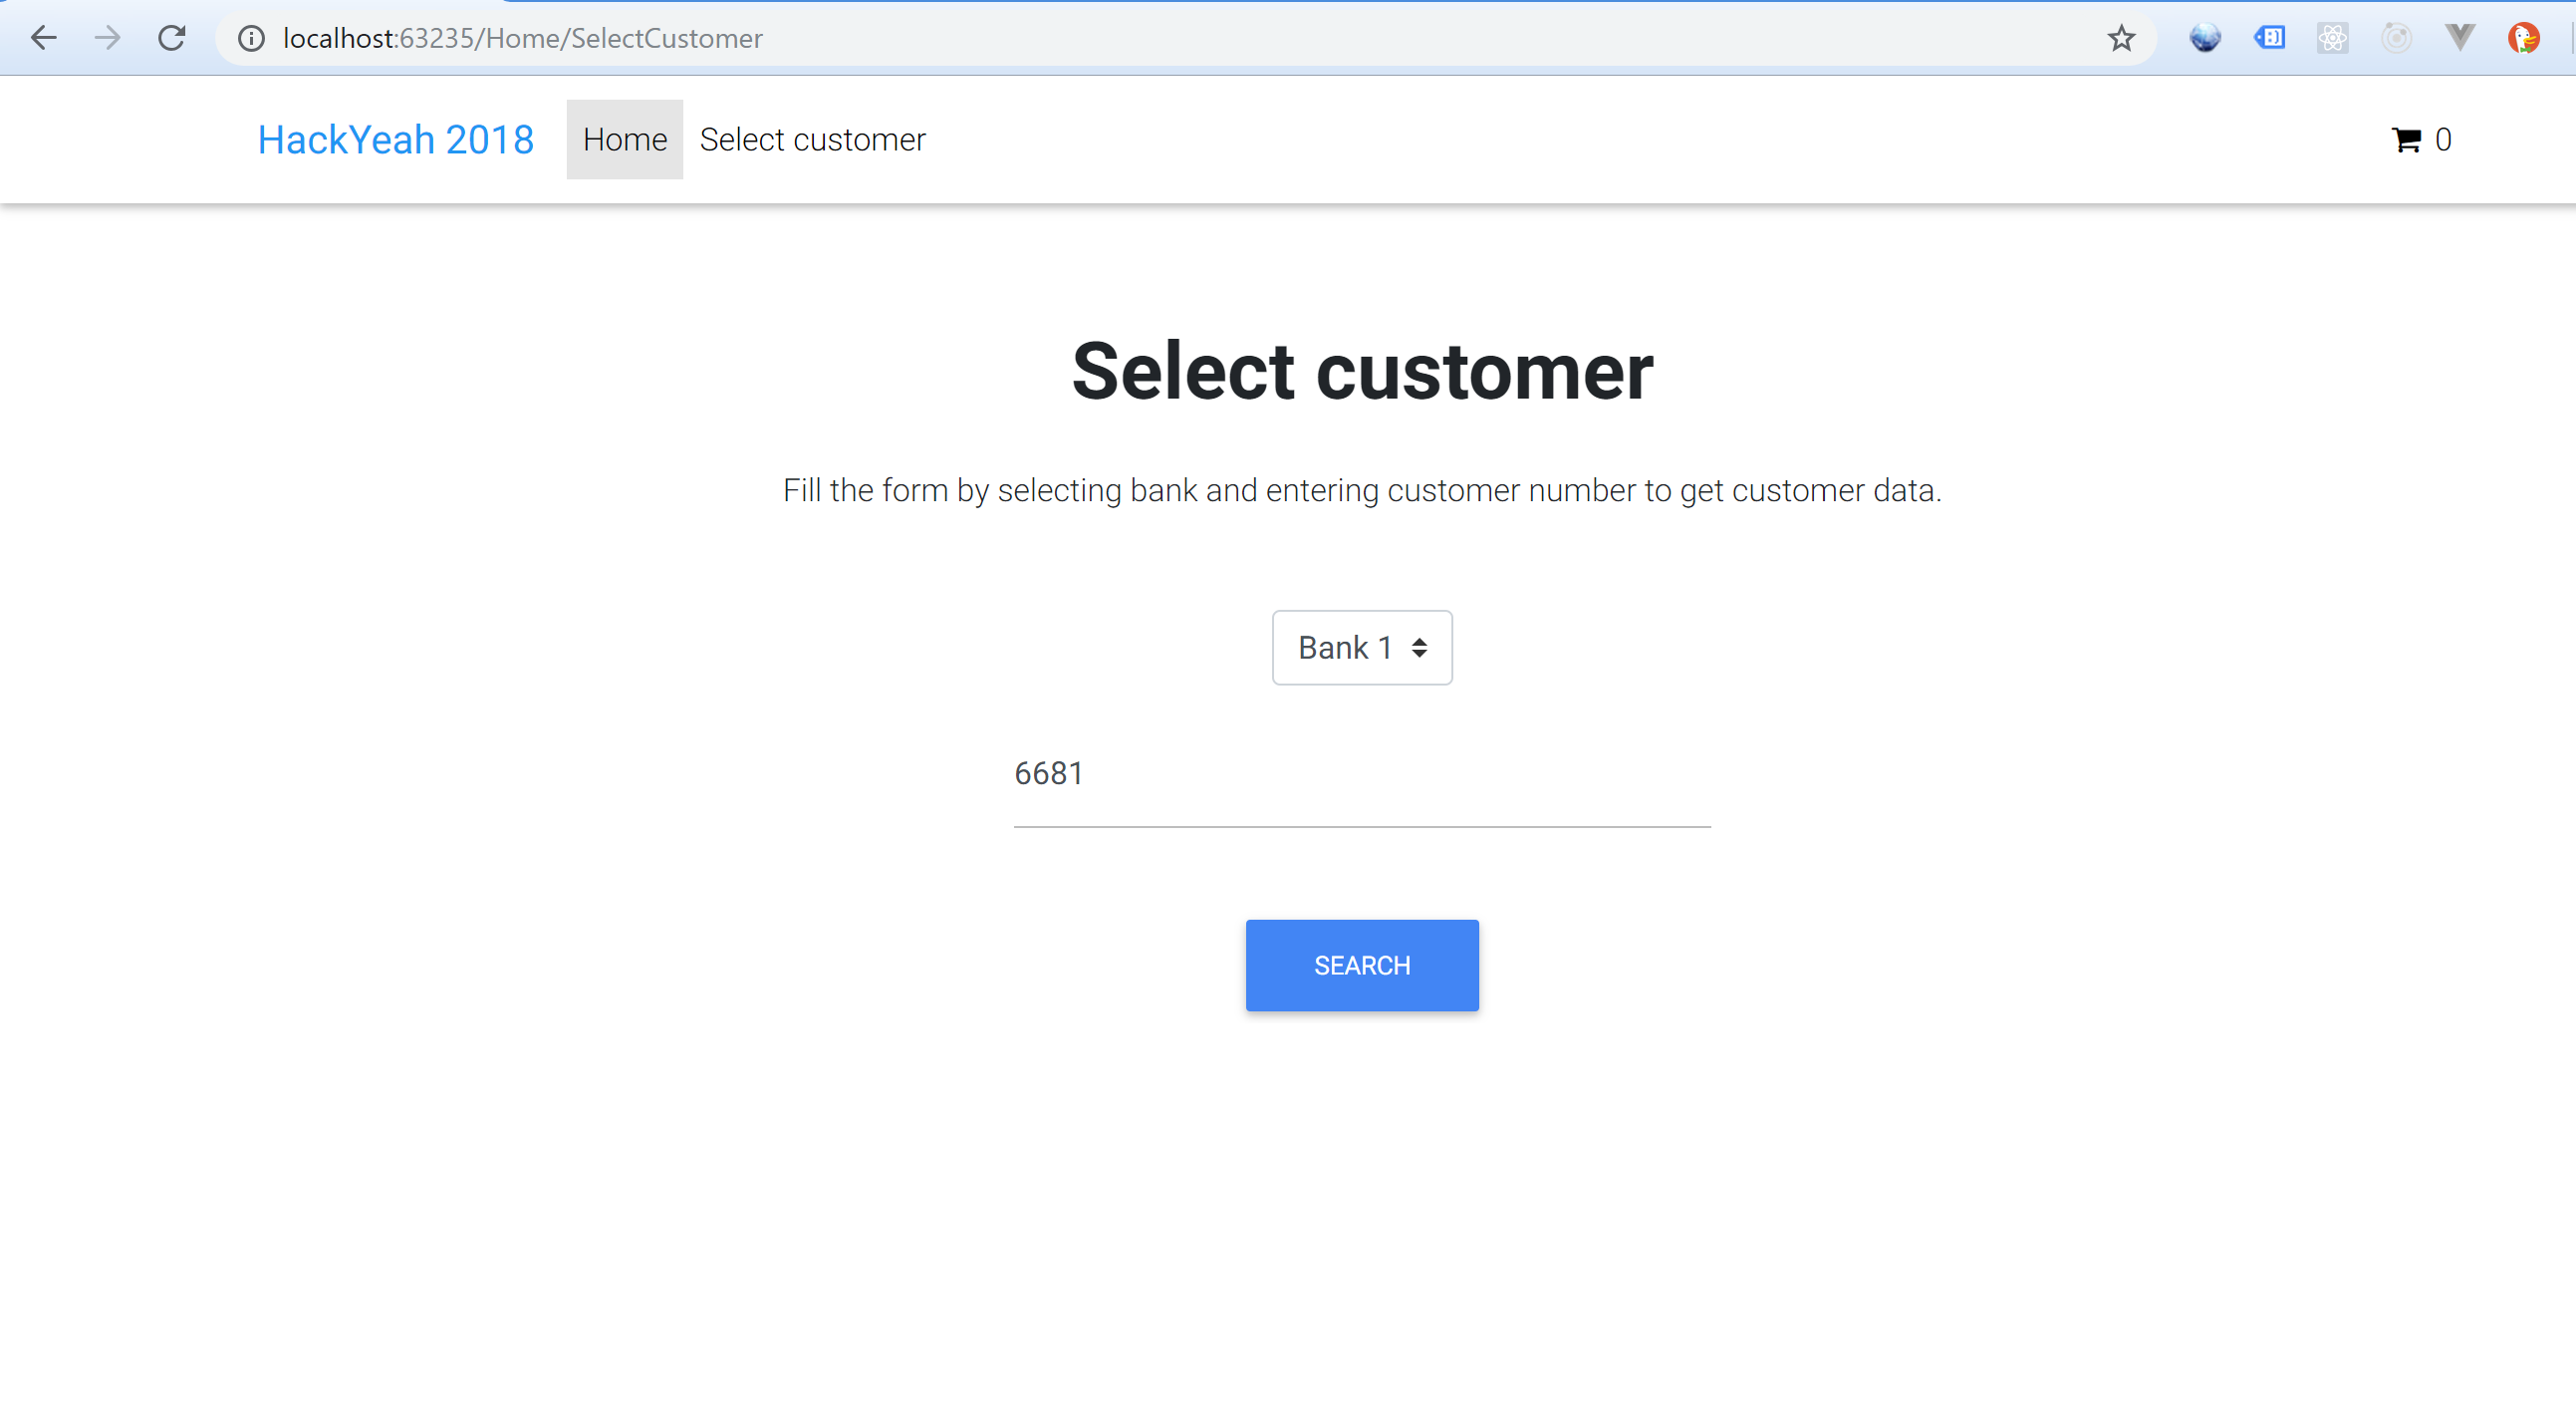 localhost:63235/Home/SelectCustomer
HackYeah 2018 Home Select customer 0
Select customer
Fill the form by selecting bank and entering customer number to get customer data.
Bank 1
6681
SEARCH